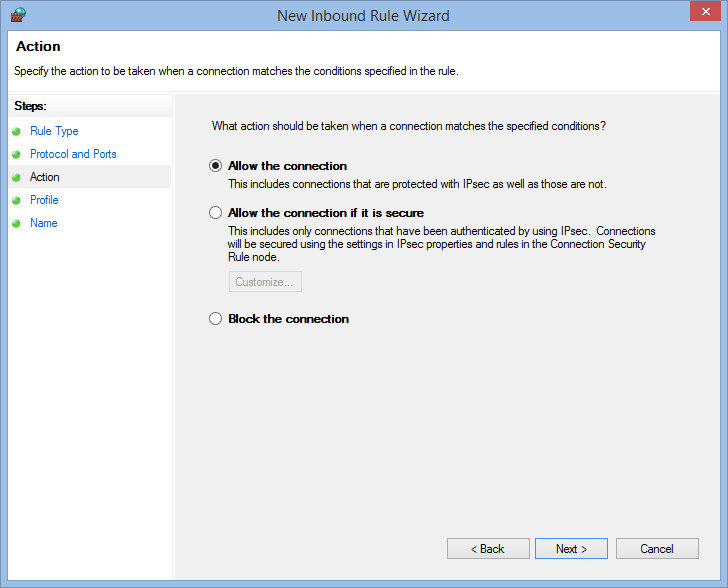 New Inbound Rule Wizard
Action
Specify the action to be taken when a connection matches the conditions specified in the rule.
Steps:
Rule Type
Protocol and Ports
Action
Profile
Name
What action should be taken when a connection matches the specified conditions?
Allow the connection
This includes connections that are protected with IPsec as well as those are not.
Allow the connection if it is secure
This includes only connections that have been authenticated by using IPsec. Connections
will be secured using the settings in IPsec properties and rules in the Connection Security
Rule node.
Customize...
Block the connection
< Back
Next >
Cancel